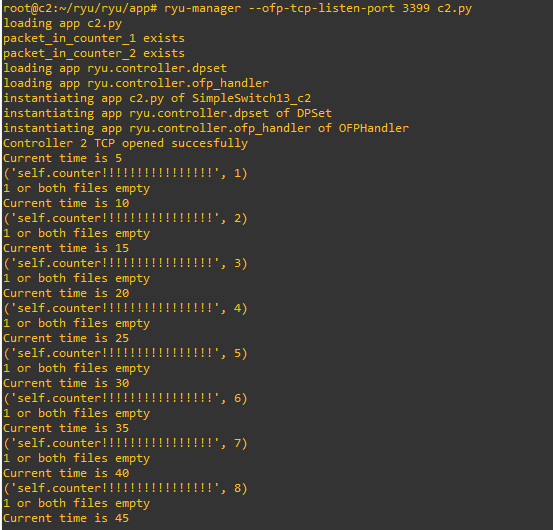 root@c2:~/ryu/ryu/app# ryu-manager --ofp-tcp-listen-port 3399 c2.py
loading app c2.py
packet_in_counter_1 exists
packet_in_counter_2 exists
loading app ryu.controller.dpset
loading app ryu.controller.ofp_handler
instantiating app c2.py of SimpleSwitch13_c2
instantiating app ryu.controller.dpset of DPSet
instantiating app ryu.controller.ofp_handler of OFPHandler
Controller 2 TCP opened succesfully
Current time is 5
('self.counter!!!!!!!!!!!!!!!!', 1)
1 or both files empty
Current time is 10
('self.counter!!!!!!!!!!!!!!!!', 2)
1 or both files empty
Current time is 15
('self.counter!!!!!!!!!!!!!!!!', 3)
1 or both files empty
Current time is 20
('self.counter!!!!!!!!!!!!!!!!', 4)
1 or both files empty
Current time is 25
('self.counter!!!!!!!!!!!!!!!!', 5)
1 or both files empty
Current time is 30
('self.counter!!!!!!!!!!!!!!!!', 6)
1 or both files empty
Current time is 35
('self.counter!!!!!!!!!!!!!!!!', 7)
1 or both files empty
Current time is 40
('self.counter!!!!!!!!!!!!!!!!', 8)
1 or both files empty
Current time is 45